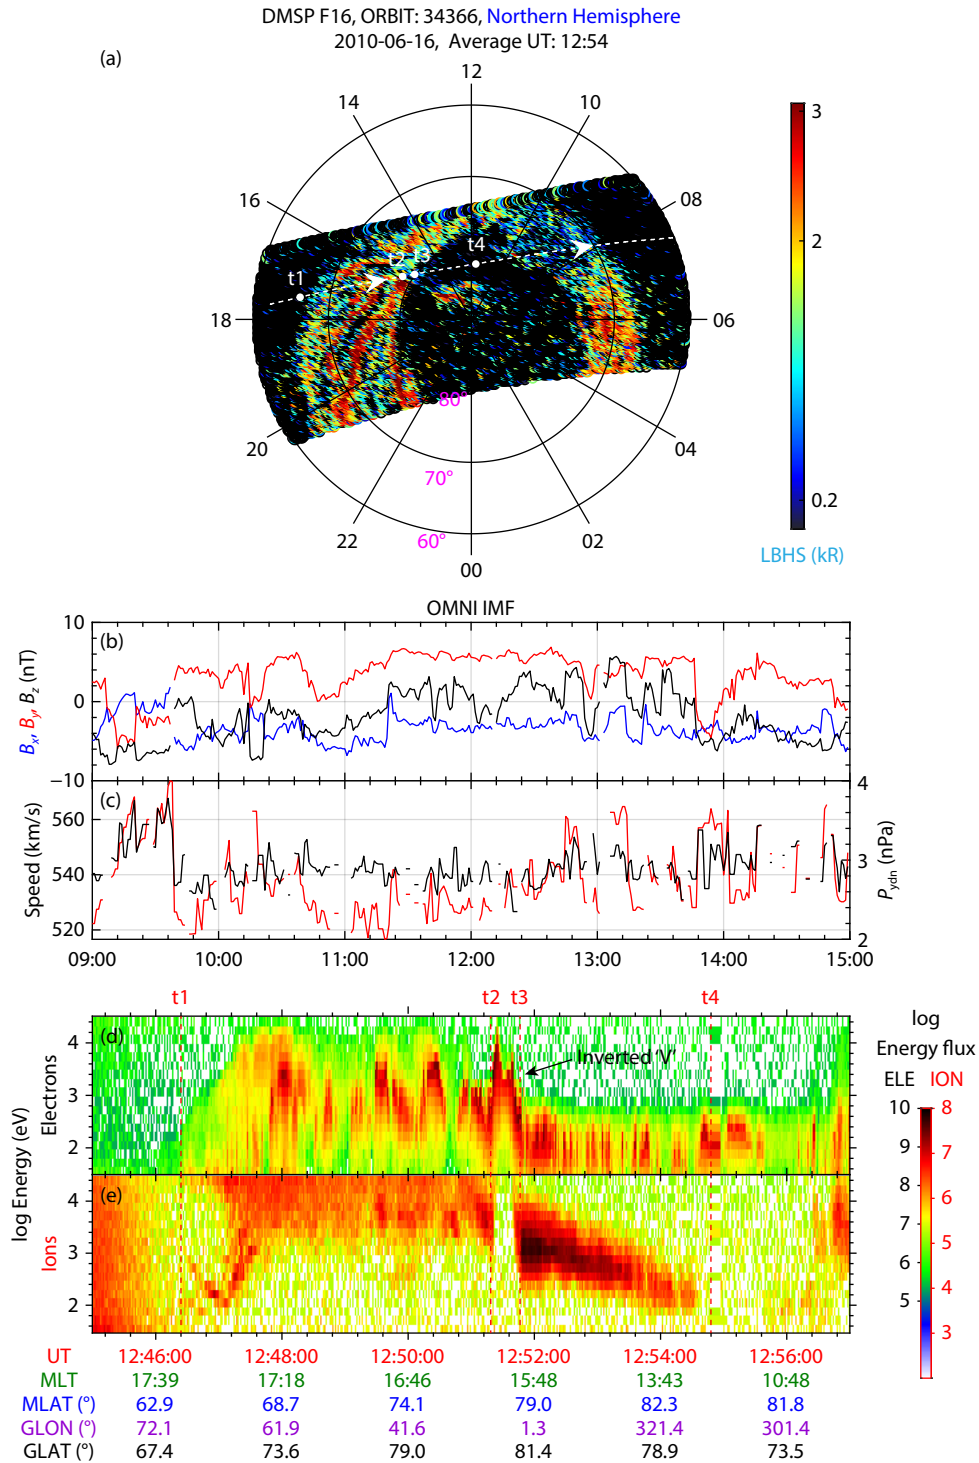 DMSP F16, ORBIT: 34366, Northern Hemisphere
2010-06-16, Average UT: 12:54
(a)
12
14
10
16
08
18
06
20
04
22
02
00
t1
t2
t3
t4
80°
70°
60°
3
2
0.2
LBHS (kR)
OMNI IMF
(b)
10
0
−10
Bx, By, Bz (nT)
(c)
560
540
520
Speed (km/s)
4
3
2
Pydn (nPa)
09:00 10:00 11:00 12:00 13:00 14:00 15:00
t1 t2 t3 t4
(d)
4
3
2
Electrons
Inverted ‘V’
(e)
4
3
2
Ions
log Energy (eV)
log
Energy flux
ELE ION
10 8
9 7
8 6
7 5
6 4
5 3
UT 12:46:00 12:48:00 12:50:00 12:52:00 12:54:00 12:56:00
MLT 17:39 17:18 16:46 15:48 13:43 10:48
MLAT (°) 62.9 68.7 74.1 79.0 82.3 81.8
GLON (°) 72.1 61.9 41.6 1.3 321.4 301.4
GLAT (°) 67.4 73.6 79.0 81.4 78.9 73.5